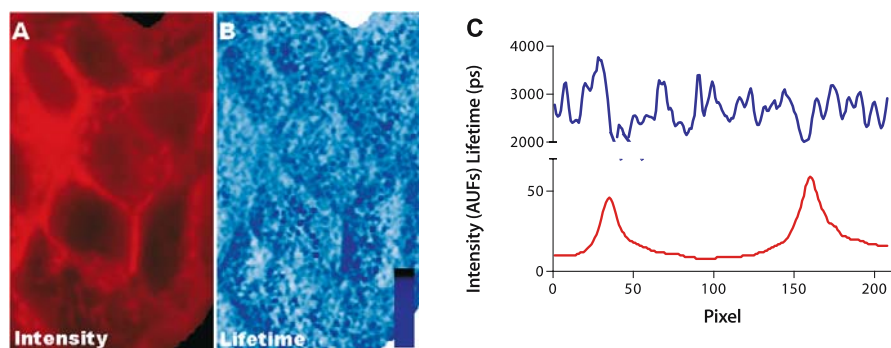 A
B
C
Intensity
Lifetime
Intensity (AUFs) Lifetime (ps)
4000
3000
2000
50
0
0
50
100
150
200
Pixel